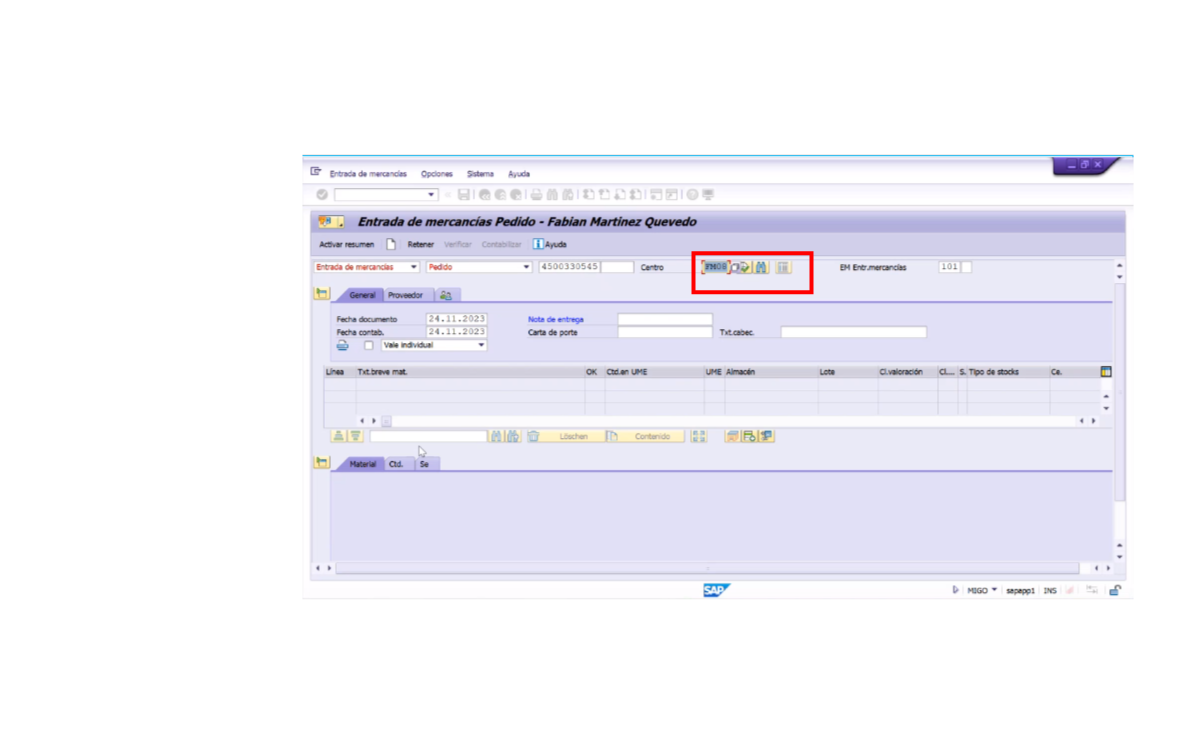 Entrada de mercancías Opciones Sistema Ayuda
Entrada de mercancías Pedido - Fabian Martinez Quevedo
Activar resumen Retener Verificar Contabilizar Ayuda
Entrada de mercancías Pedido 4500330545 Centro EM Entr.mercancías 101
General Proveedor
Fecha documento 24.11.2023 Nota de entrega
Fecha contab. 24.11.2023 Carta de porte Txt.cabec.
Vale individual
Línea Txt.breve mat. OK Ctd.en UME UME Almacén Lote Cl.valoración Cl.... S. Tipo de stocks Ce.
Löschen Contenido
Material Ctd. Se
SAP MIGO sapapp1 INS